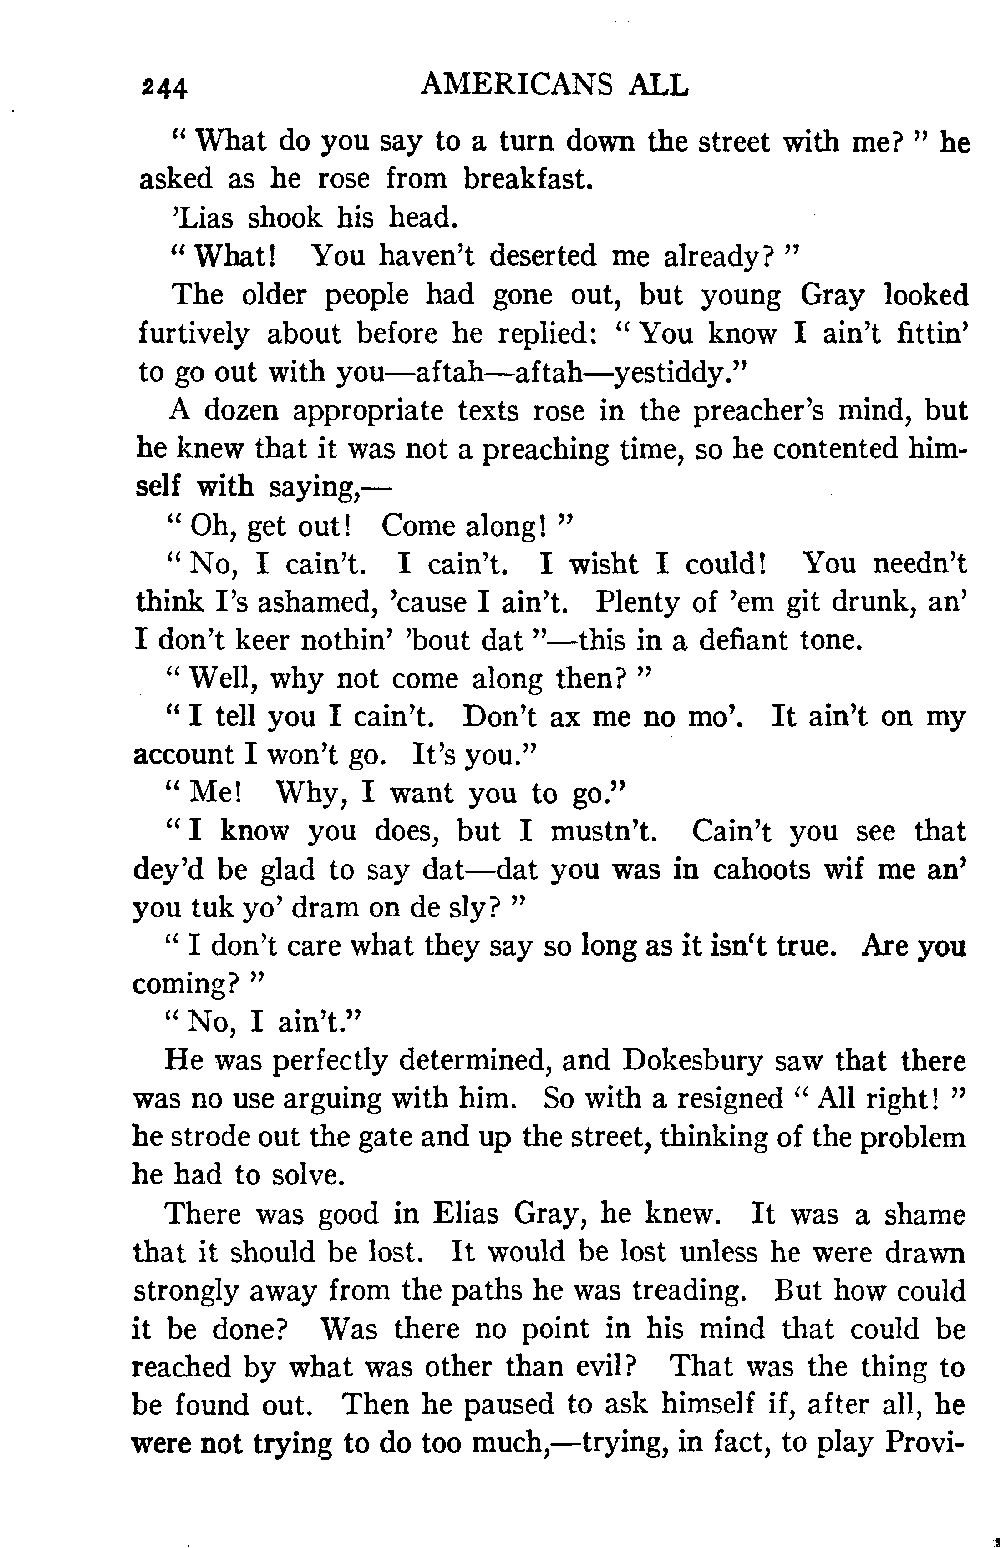 244 AMERICANS ALL
" What do you say to a turn down the street with me? " he
asked as he rose from breakfast.
'Lias shook his head.
" What! You haven't deserted me already? "
The older people had gone out, but young Gray looked
furtively about before he replied: " You know I ain't fittin'
to go out with you—aftah—aftah—yestiddy."
A dozen appropriate texts rose in the preacher's mind, but
he knew that it was not a preaching time, so he contented him-
self with saying,—
" Oh, get out! Come along! "
" No, I cain't. I cain't. I wisht I could! You needn't
think I's ashamed, 'cause I ain't. Plenty of 'em git drunk, an'
I don't keer nothin' 'bout dat "—this in a defiant tone.
" Well, why not come along then? "
" I tell you I cain't. Don't ax me no mo'. It ain't on my
account I won't go. It's you."
" Me! Why, I want you to go."
" I know you does, but I mustn't. Cain't you see that
dey'd be glad to say dat—dat you was in cahoots wif me an'
you tuk yo' dram on de sly? "
" I don't care what they say so long as it isn‘t true. Are you
coming? "
" No, I ain't."
He was perfectly determined, and Dokesbury saw that there
was no use arguing with him. So with a resigned " All right! "
he strode out the gate and up the street, thinking of the problem
he had to solve.
There was good in Elias Gray, he knew. It was a shame
that it should be lost. It would be lost unless he were drawn
strongly away from the paths he was treading. But how could
it be done? Was there no point in his mind that could be
reached by what was other than evil? That was the thing to
be found out. Then he paused to ask himself if, after all, he
were not trying to do too much,—trying, in fact, to play Provi-